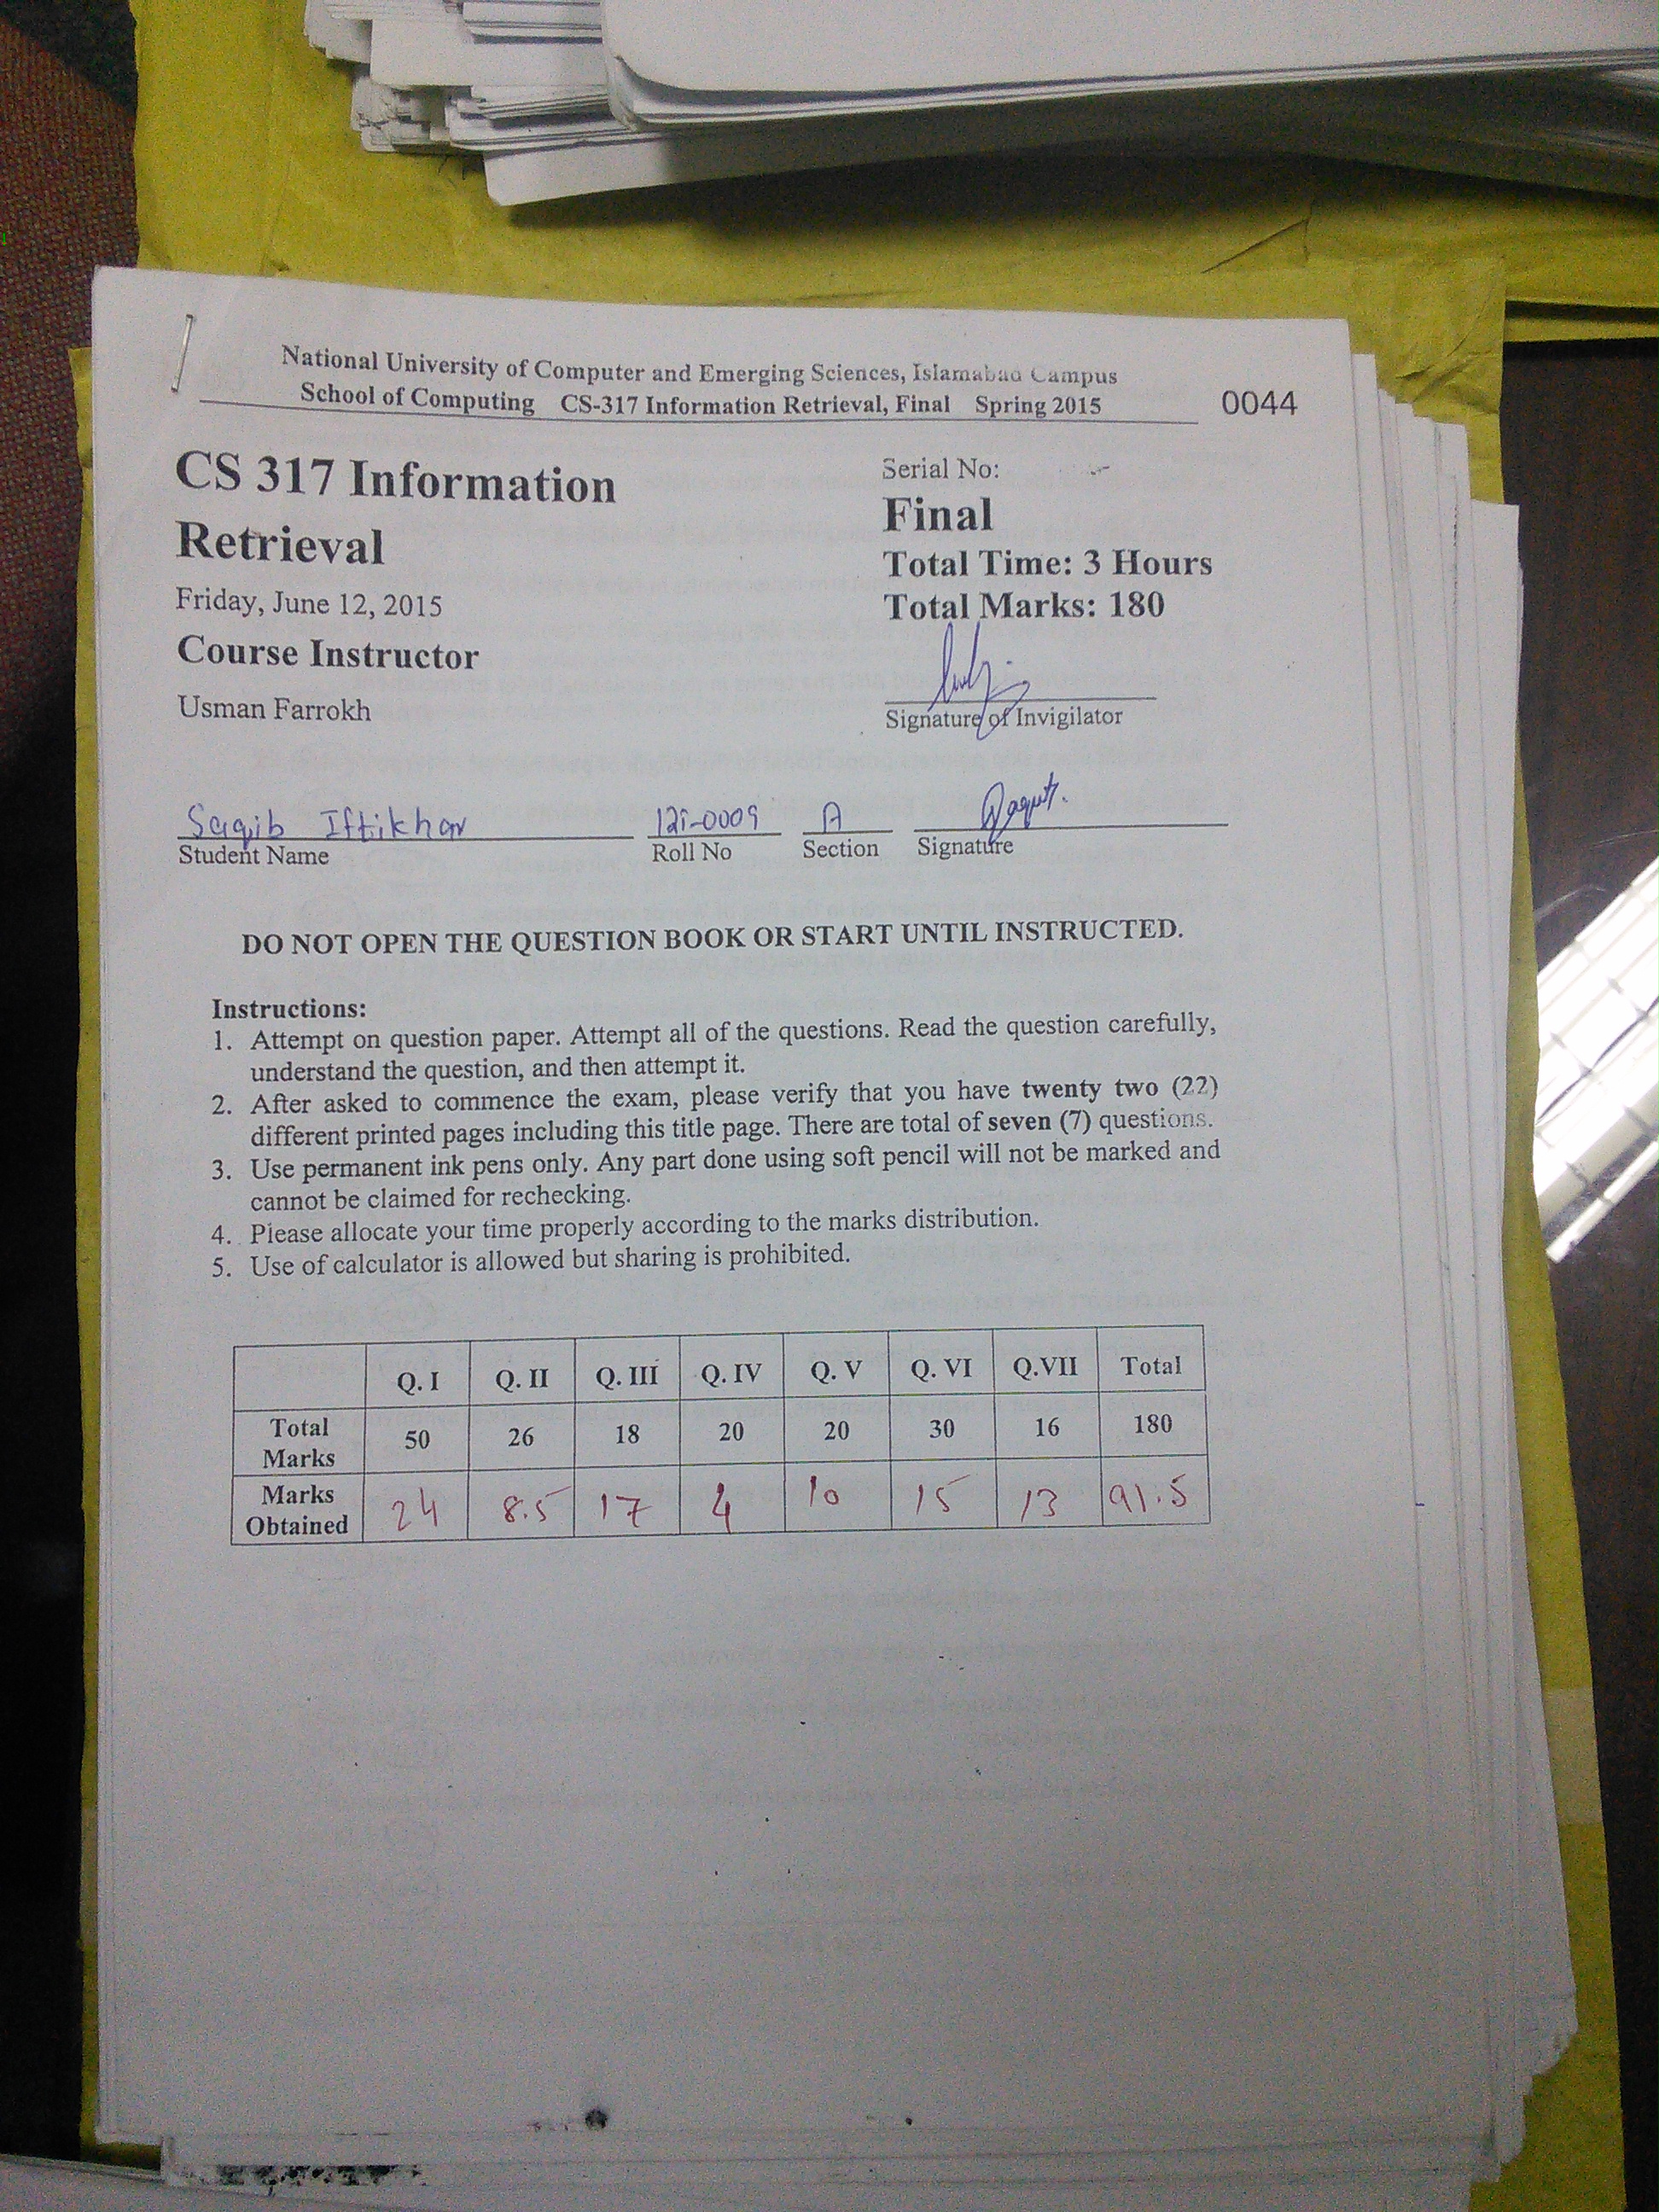 National University of Computer and Emerging Sciences, Islamabad Campus
School of Computing CS-317 Information Retrieval, Final Spring 2015 0044
CS 317 Information
Retrieval
Friday, June 12, 2015
Course Instructor
Usman Farrokh
Serial No:
Final
Total Time: 3 Hours
Total Marks: 180
Signature of Invigilator
Saqib Iftikhar 12i-0009 A
Student Name Roll No Section Signature
DO NOT OPEN THE QUESTION BOOK OR START UNTIL INSTRUCTED.
Instructions:
1. Attempt on question paper. Attempt all of the questions. Read the question carefully,
understand the question, and then attempt it.
2. After asked to commence the exam, please verify that you have twenty two (22)
different printed pages including this title page. There are total of seven (7) questions.
3. Use permanent ink pens only. Any part done using soft pencil will not be marked and
cannot be claimed for rechecking.
4. Please allocate your time properly according to the marks distribution.
5. Use of calculator is allowed but sharing is prohibited.
Q. I Q. II Q. III Q. IV Q. V Q. VI Q.VII Total
Total Marks 50 26 18 20 20 30 16 180
Marks Obtained 24 8.5 17 4 10 15 13 91.5